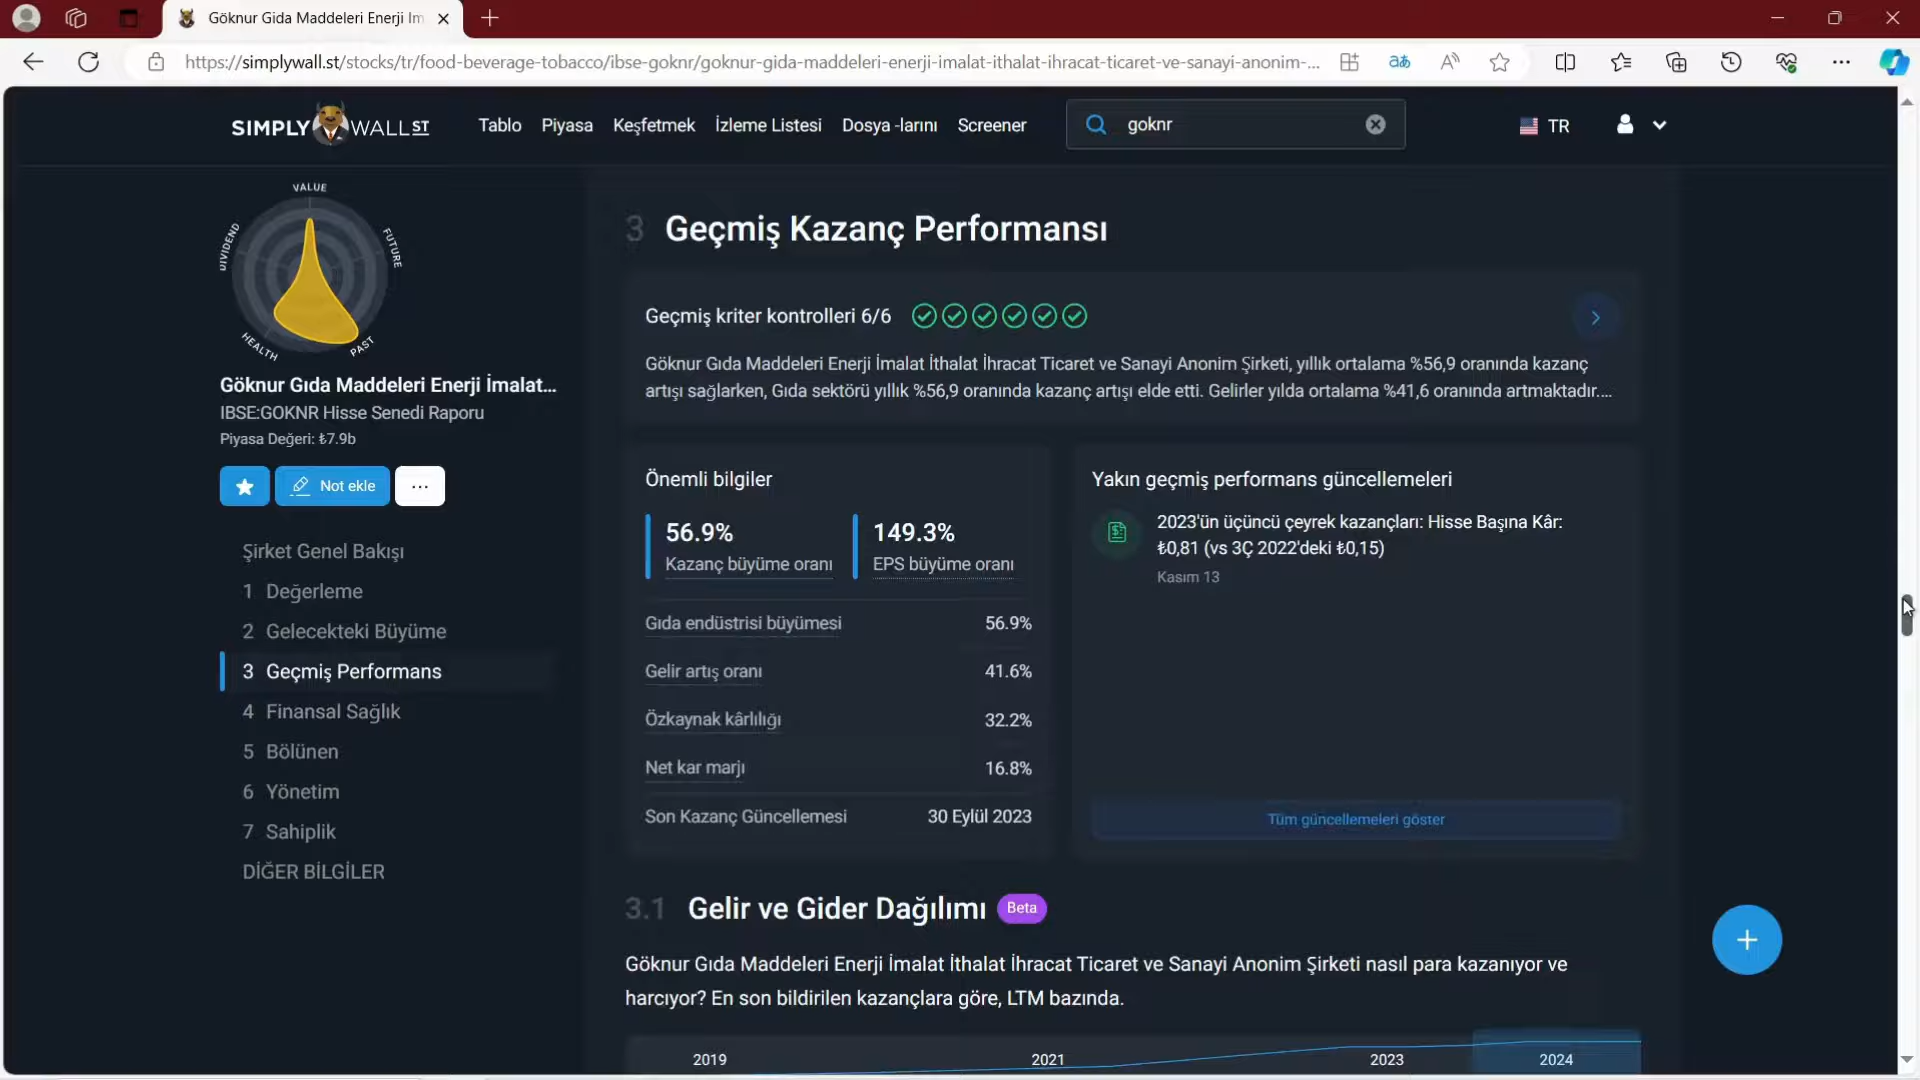 Göknur Gida Maddeleri Enerji Im
https://simplywall.st/stocks/tr/food-beverage-tobacco/ibse-goknr/goknur-gida-maddeleri-enerji-imalat-ithalat-ihracat-ticaret-ve-sanayi-anonim-...
SIMPLY WALL ST
Tablo Piyasa Keşfetmek İzleme Listesi Dosya -larını Screener
goknr
TR
VALUE
FUTURE
PAST
HEALTH
DIVIDEND
Göknur Gıda Maddeleri Enerji İmalat...
IBSE:GOKNR Hisse Senedi Raporu
Piyasa Değeri: ₺7.9b
Not ekle
...
Şirket Genel Bakışı
1 Değerleme
2 Gelecekteki Büyüme
3 Geçmiş Performans
4 Finansal Sağlık
5 Bölünen
6 Yönetim
7 Sahiplik
DİĞER BİLGİLER
3 Geçmiş Kazanç Performansı
Geçmiş kriter kontrolleri 6/6
Göknur Gıda Maddeleri Enerji İmalat İthalat İhracat Ticaret ve Sanayi Anonim Şirketi, yıllık ortalama %56,9 oranında kazanç
artışı sağlarken, Gıda sektörü yıllık %56,9 oranında kazanç artışı elde etti. Gelirler yılda ortalama %41,6 oranında artmaktadır....
Önemli bilgiler
56.9%
Kazanç büyüme oranı
149.3%
EPS büyüme oranı
Gıda endüstrisi büyümesi 56.9%
Gelir artış oranı 41.6%
Özkaynak kârlılığı 32.2%
Net kar marjı 16.8%
Son Kazanç Güncellemesi 30 Eylül 2023
Yakın geçmiş performans güncellemeleri
2023'ün üçüncü çeyrek kazançları: Hisse Başına Kâr:
₺0,81 (vs 3Ç 2022'deki ₺0,15)
Kasım 13
Tüm güncellemeleri göster
3.1 Gelir ve Gider Dağılımı Beta
Göknur Gıda Maddeleri Enerji İmalat İthalat İhracat Ticaret ve Sanayi Anonim Şirketi nasıl para kazanıyor ve
harcıyor? En son bildirilen kazançlara göre, LTM bazında.
2019 2021 2023 2024